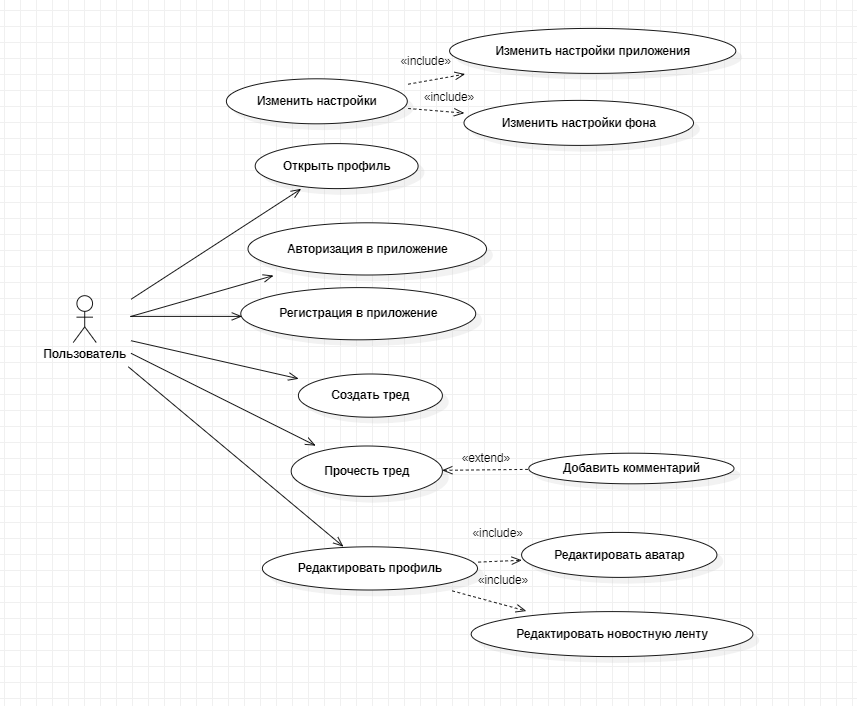 Изменить настройки приложения
«include»
Изменить настройки
«include»
Изменить настройки фона
Открыть профиль
Авторизация в приложение
Регистрация в приложение
Пользователь
Создать тред
Прочесть тред
«extend»
Добавить комментарий
Редактировать профиль
«include»
Редактировать аватар
«include»
Редактировать новостную ленту